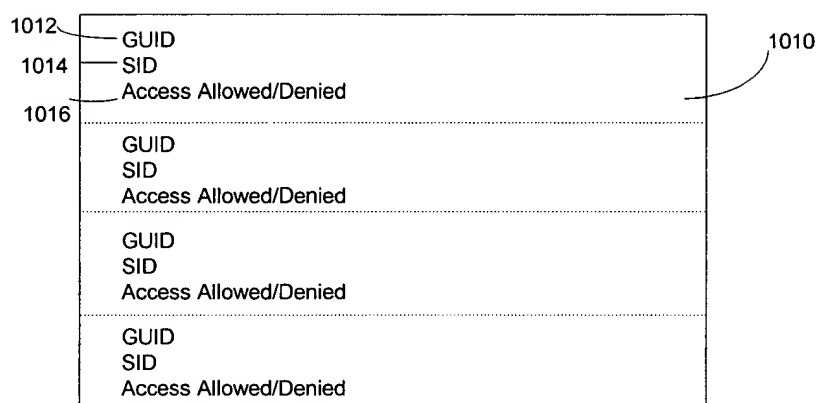 1012 GUID
1014 SID
1016 Access Allowed/Denied
1010
GUID
SID
Access Allowed/Denied
GUID
SID
Access Allowed/Denied
GUID
SID
Access Allowed/Denied